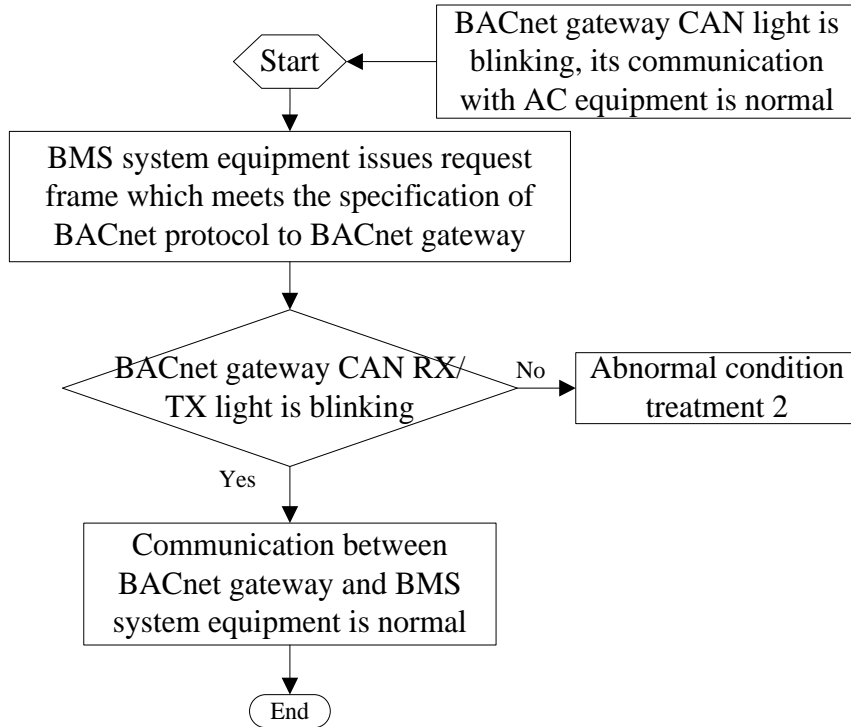 BACnet gateway CAN light is
blinking, its communication
with AC equipment is normal
Start
BMS system equipment issues request
frame which meets the specification of
BACnet protocol to BACnet gateway
BACnet gateway CAN RX/
TX light is blinking
No
Abnormal condition
treatment 2
Yes
Communication between
BACnet gateway and BMS
system equipment is normal
End